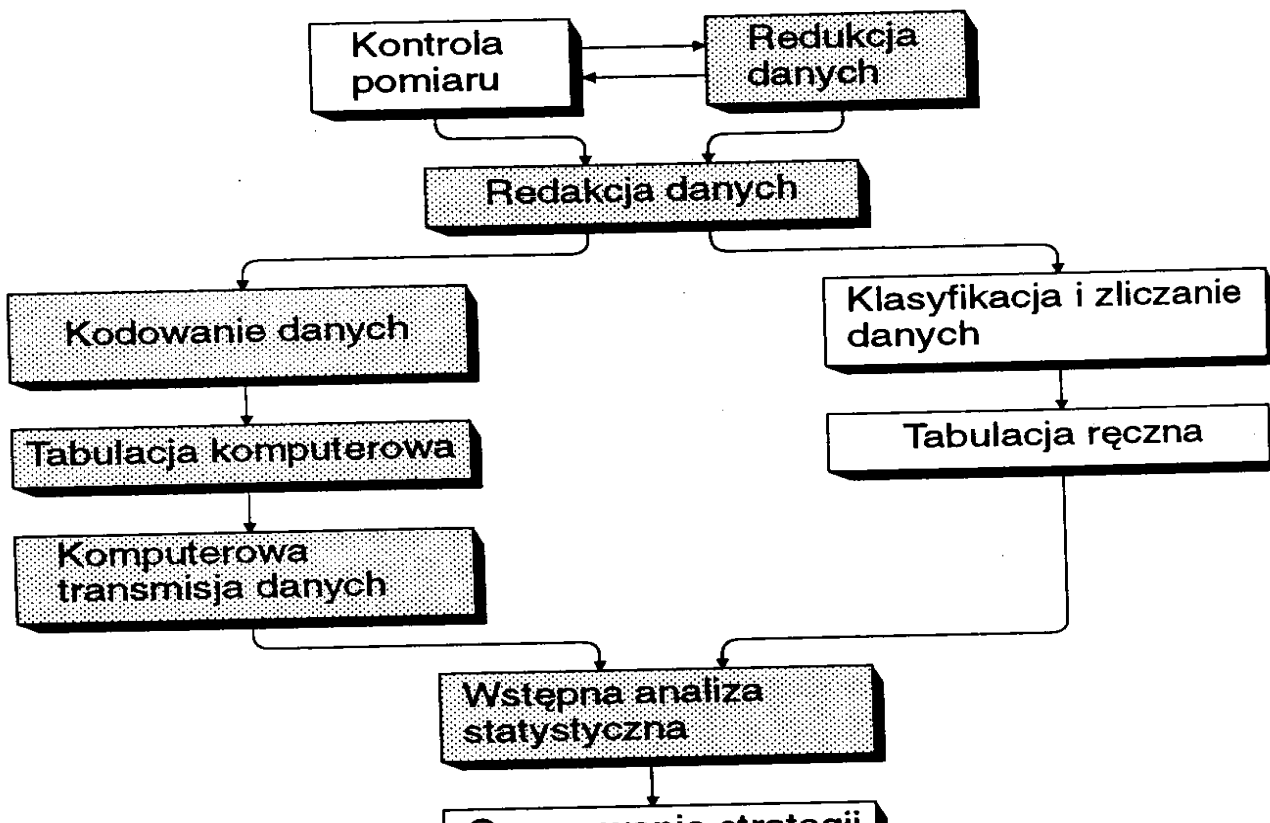 Kontrola
pomiaru
Redukcja
danych
Redakcja danych
Kodowanie danych
Klasyfikacja i zliczanie
danych
Tabulacja komputerowa
Tabulacja ręczna
Komputerowa
transmisja danych
Wstępna analiza
statystyczna
strategii